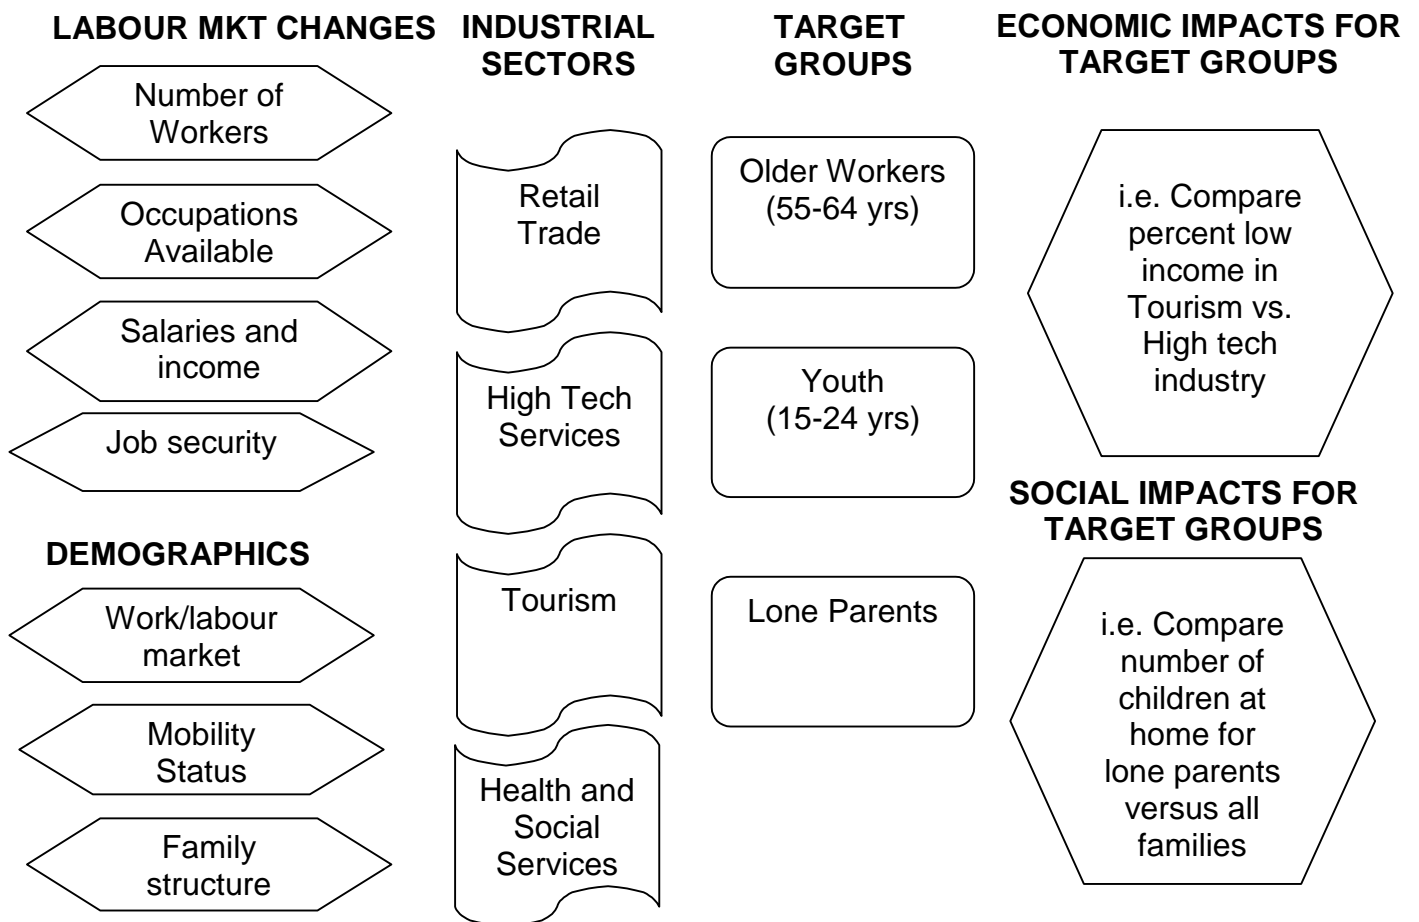 LABOUR MKT CHANGES
Number of
Workers
Occupations
Available
Salaries and
income
Job security
DEMOGRAPHICS
Work/labour
market
Mobility
Status
Family
structure
INDUSTRIAL
SECTORS
Retail
Trade
High Tech
Services
Tourism
Health and
Social
Services
TARGET
GROUPS
Older Workers
(55-64 yrs)
Youth
(15-24 yrs)
Lone Parents
ECONOMIC IMPACTS FOR
TARGET GROUPS
i.e. Compare
percent low
income in
Tourism vs.
High tech
industry
SOCIAL IMPACTS FOR
TARGET GROUPS
i.e. Compare
number of
children at
home for
lone parents
versus all
families